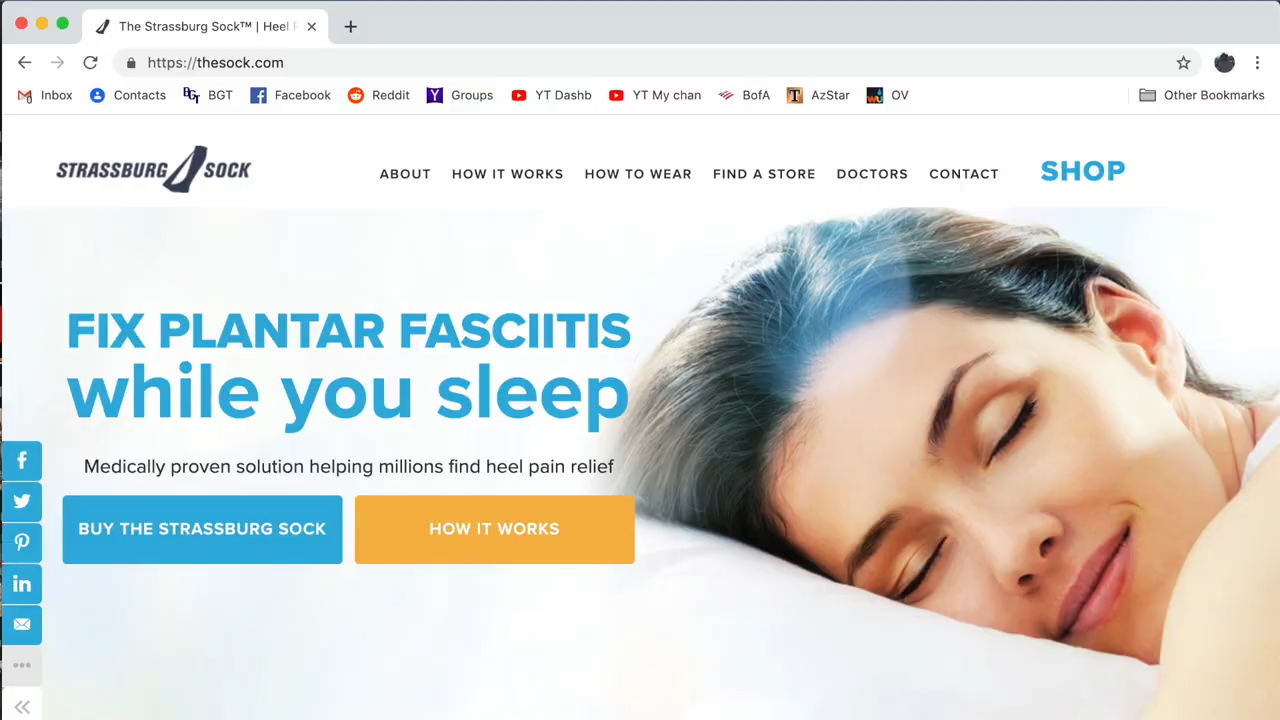 The Strassburg Sock™ | Heel P
https://thesock.com
Inbox
Contacts
BGT
Facebook
Reddit
Groups
YT Dashb
YT My chan
BofA
AzStar
OV
Other Bookmarks
STRASSBURG SOCK
ABOUT
HOW IT WORKS
HOW TO WEAR
FIND A STORE
DOCTORS
CONTACT
SHOP
FIX PLANTAR FASCIITIS
while you sleep
Medically proven solution helping millions find heel pain relief
BUY THE STRASSBURG SOCK
HOW IT WORKS